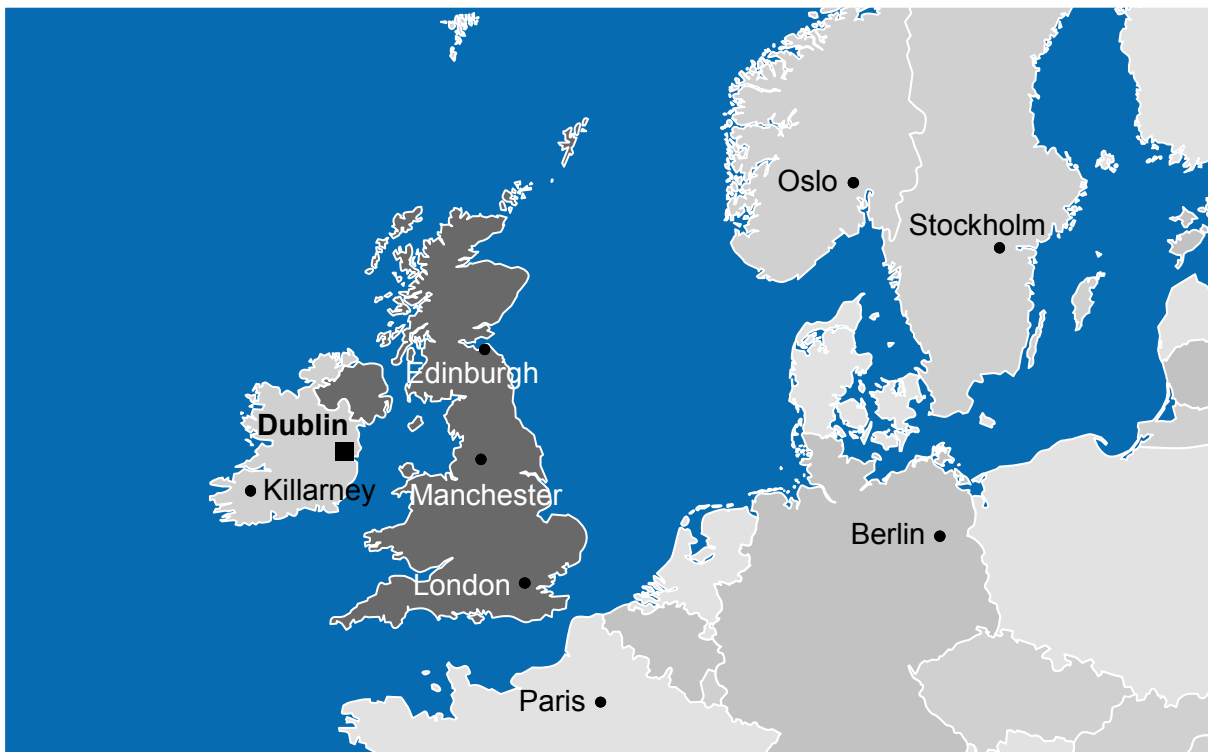 Oslo
Stockholm
Edinburgh
Dublin
Killarney
Manchester
Berlin
London
Paris